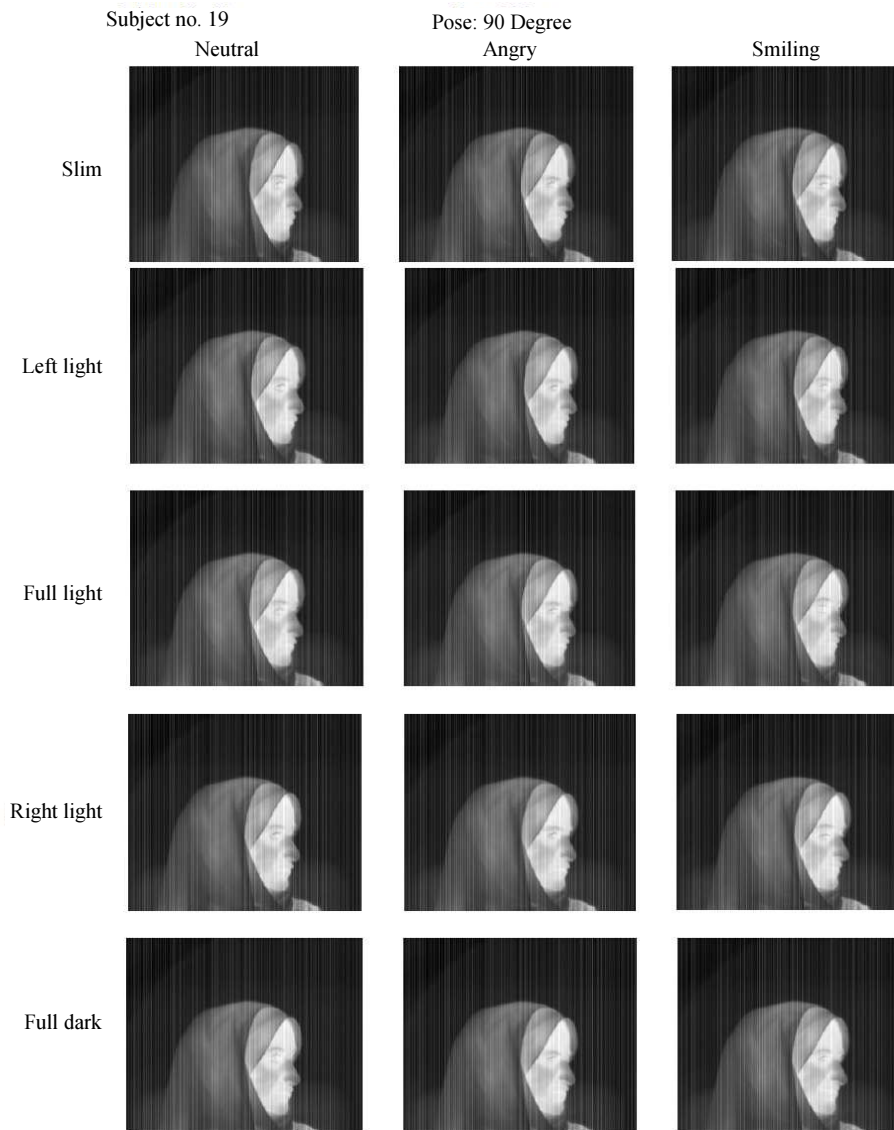 Subject no. 19 Pose: 90 Degree
Neutral Angry Smiling
Slim
Left light
Full light
Right light
Full dark